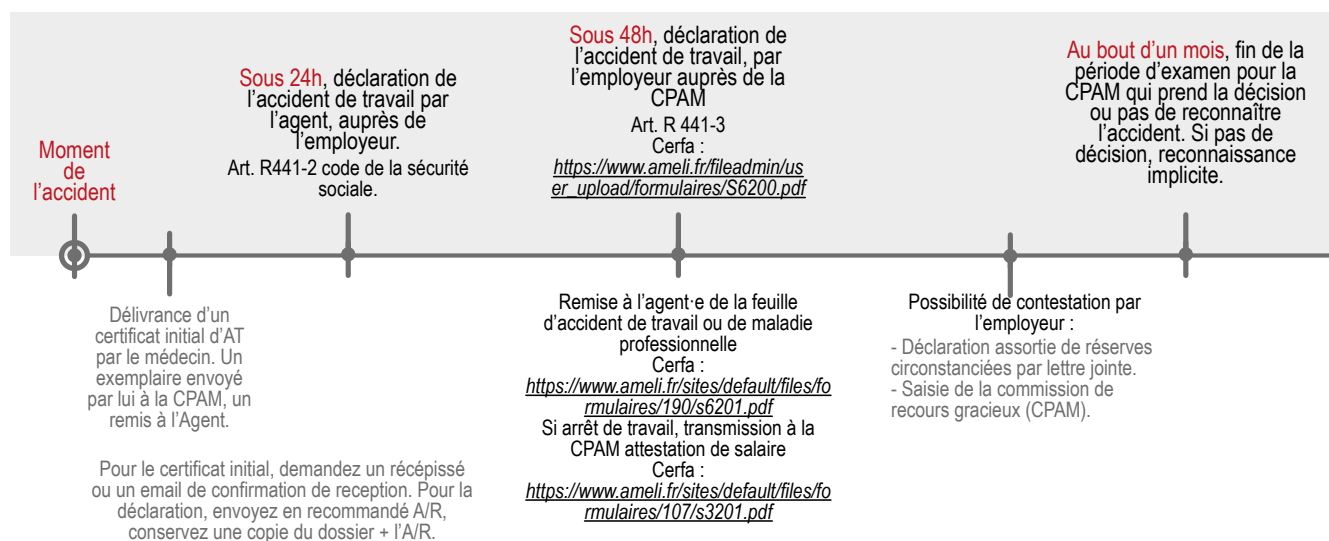 Moment
de
l’accident
Sous 24h, déclaration de
l’accident de travail par
l’agent, auprès de
l’employeur.
Art. R441-2 code de la sécurité
sociale.
Sous 48h, déclaration de
l’accident de travail, par
l’employeur auprès de la
CPAM
Art. R 441-3
Cerfa :
https://www.ameli.fr/fileadmin/us
er_upload/formulaires/S6200.pdf
Au bout d’un mois, fin de la
période d’examen pour la
CPAM qui prend la décision
ou pas de reconnaître
l’accident. Si pas de
décision, reconnaissance
implicite.
Délivrance d’un
certificat initial d’AT
par le médecin. Un
exemplaire envoyé
par lui à la CPAM, un
remis à l’Agent.
Pour le certificat initial, demandez un récépissé
ou un email de confirmation de reception. Pour la
déclaration, envoyez en recommandé A/R,
conservez une copie du dossier + l’A/R.
Remise à l’agent·e de la feuille
d’accident de travail ou de maladie
professionnelle
Cerfa :
https://www.ameli.fr/sites/default/files/fo
rmulaires/190/s6201.pdf
Si arrêt de travail, transmission à la
CPAM attestation de salaire
Cerfa :
https://www.ameli.fr/sites/default/files/fo
rmulaires/107/s3201.pdf
Possibilité de contestation par
l’employeur :
- Déclaration assortie de réserves
circonstanciées par lettre jointe.
- Saisie de la commission de
recours gracieux (CPAM).